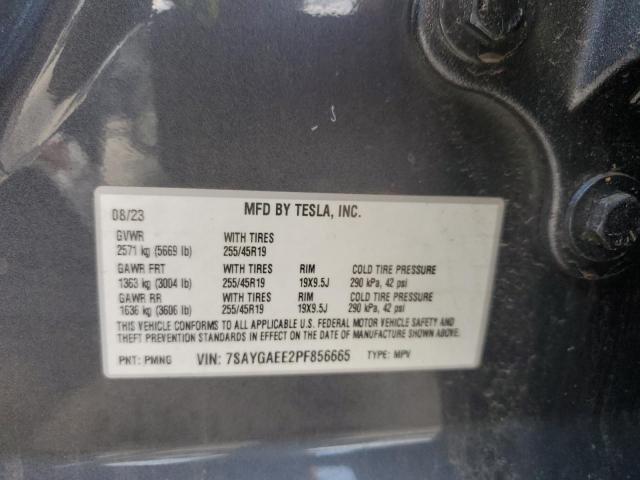 08/23 MFD BY TESLA, INC.
GVWR WITH TIRES
2571 kg (5669 lb) 255/45R19
GAWR FRT WITH TIRES RIM COLD TIRE PRESSURE
1363 kg (3004 lb) 255/45R19 19X9.5J 290 kPa, 42 psi
GAWR RR WITH TIRES RIM COLD TIRE PRESSURE
1636 kg (3606 lb) 255/45R19 19X9.5J 290 kPa, 42 psi
THIS VEHICLE CONFORMS TO ALL APPLICABLE U.S. FEDERAL MOTOR VEHICLE SAFETY AND
THEFT PREVENTION STANDARDS IN EFFECT ON THE DATE OF MANUFACTURE SHOWN ABOVE.
PNT: PMNG VIN: 7SAYGAEE2PF856665 TYPE: MPV